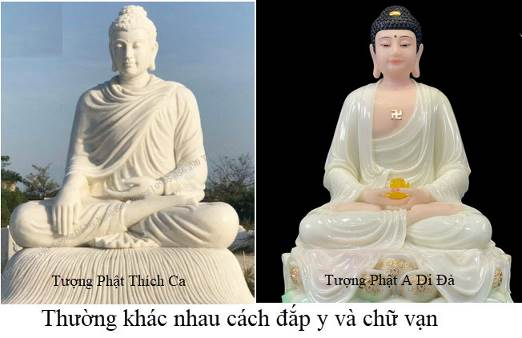 Tượng Phật Thích Ca
Tượng Phật A Di Đà
Thường khác nhau cách đắp y và chữ vạn